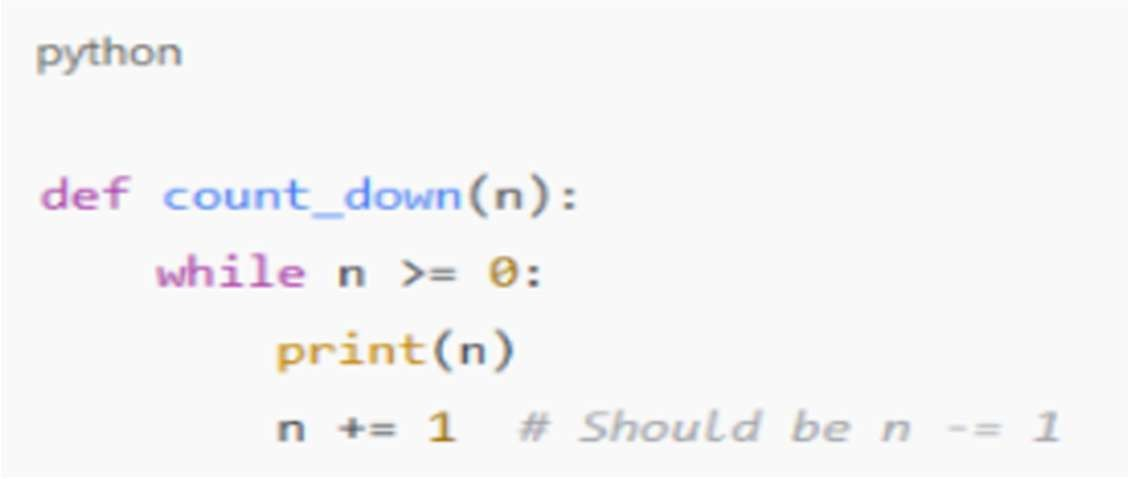 python
def count_down(n):
    while n >= 0:
        print(n)
        n += 1  # Should be n -= 1